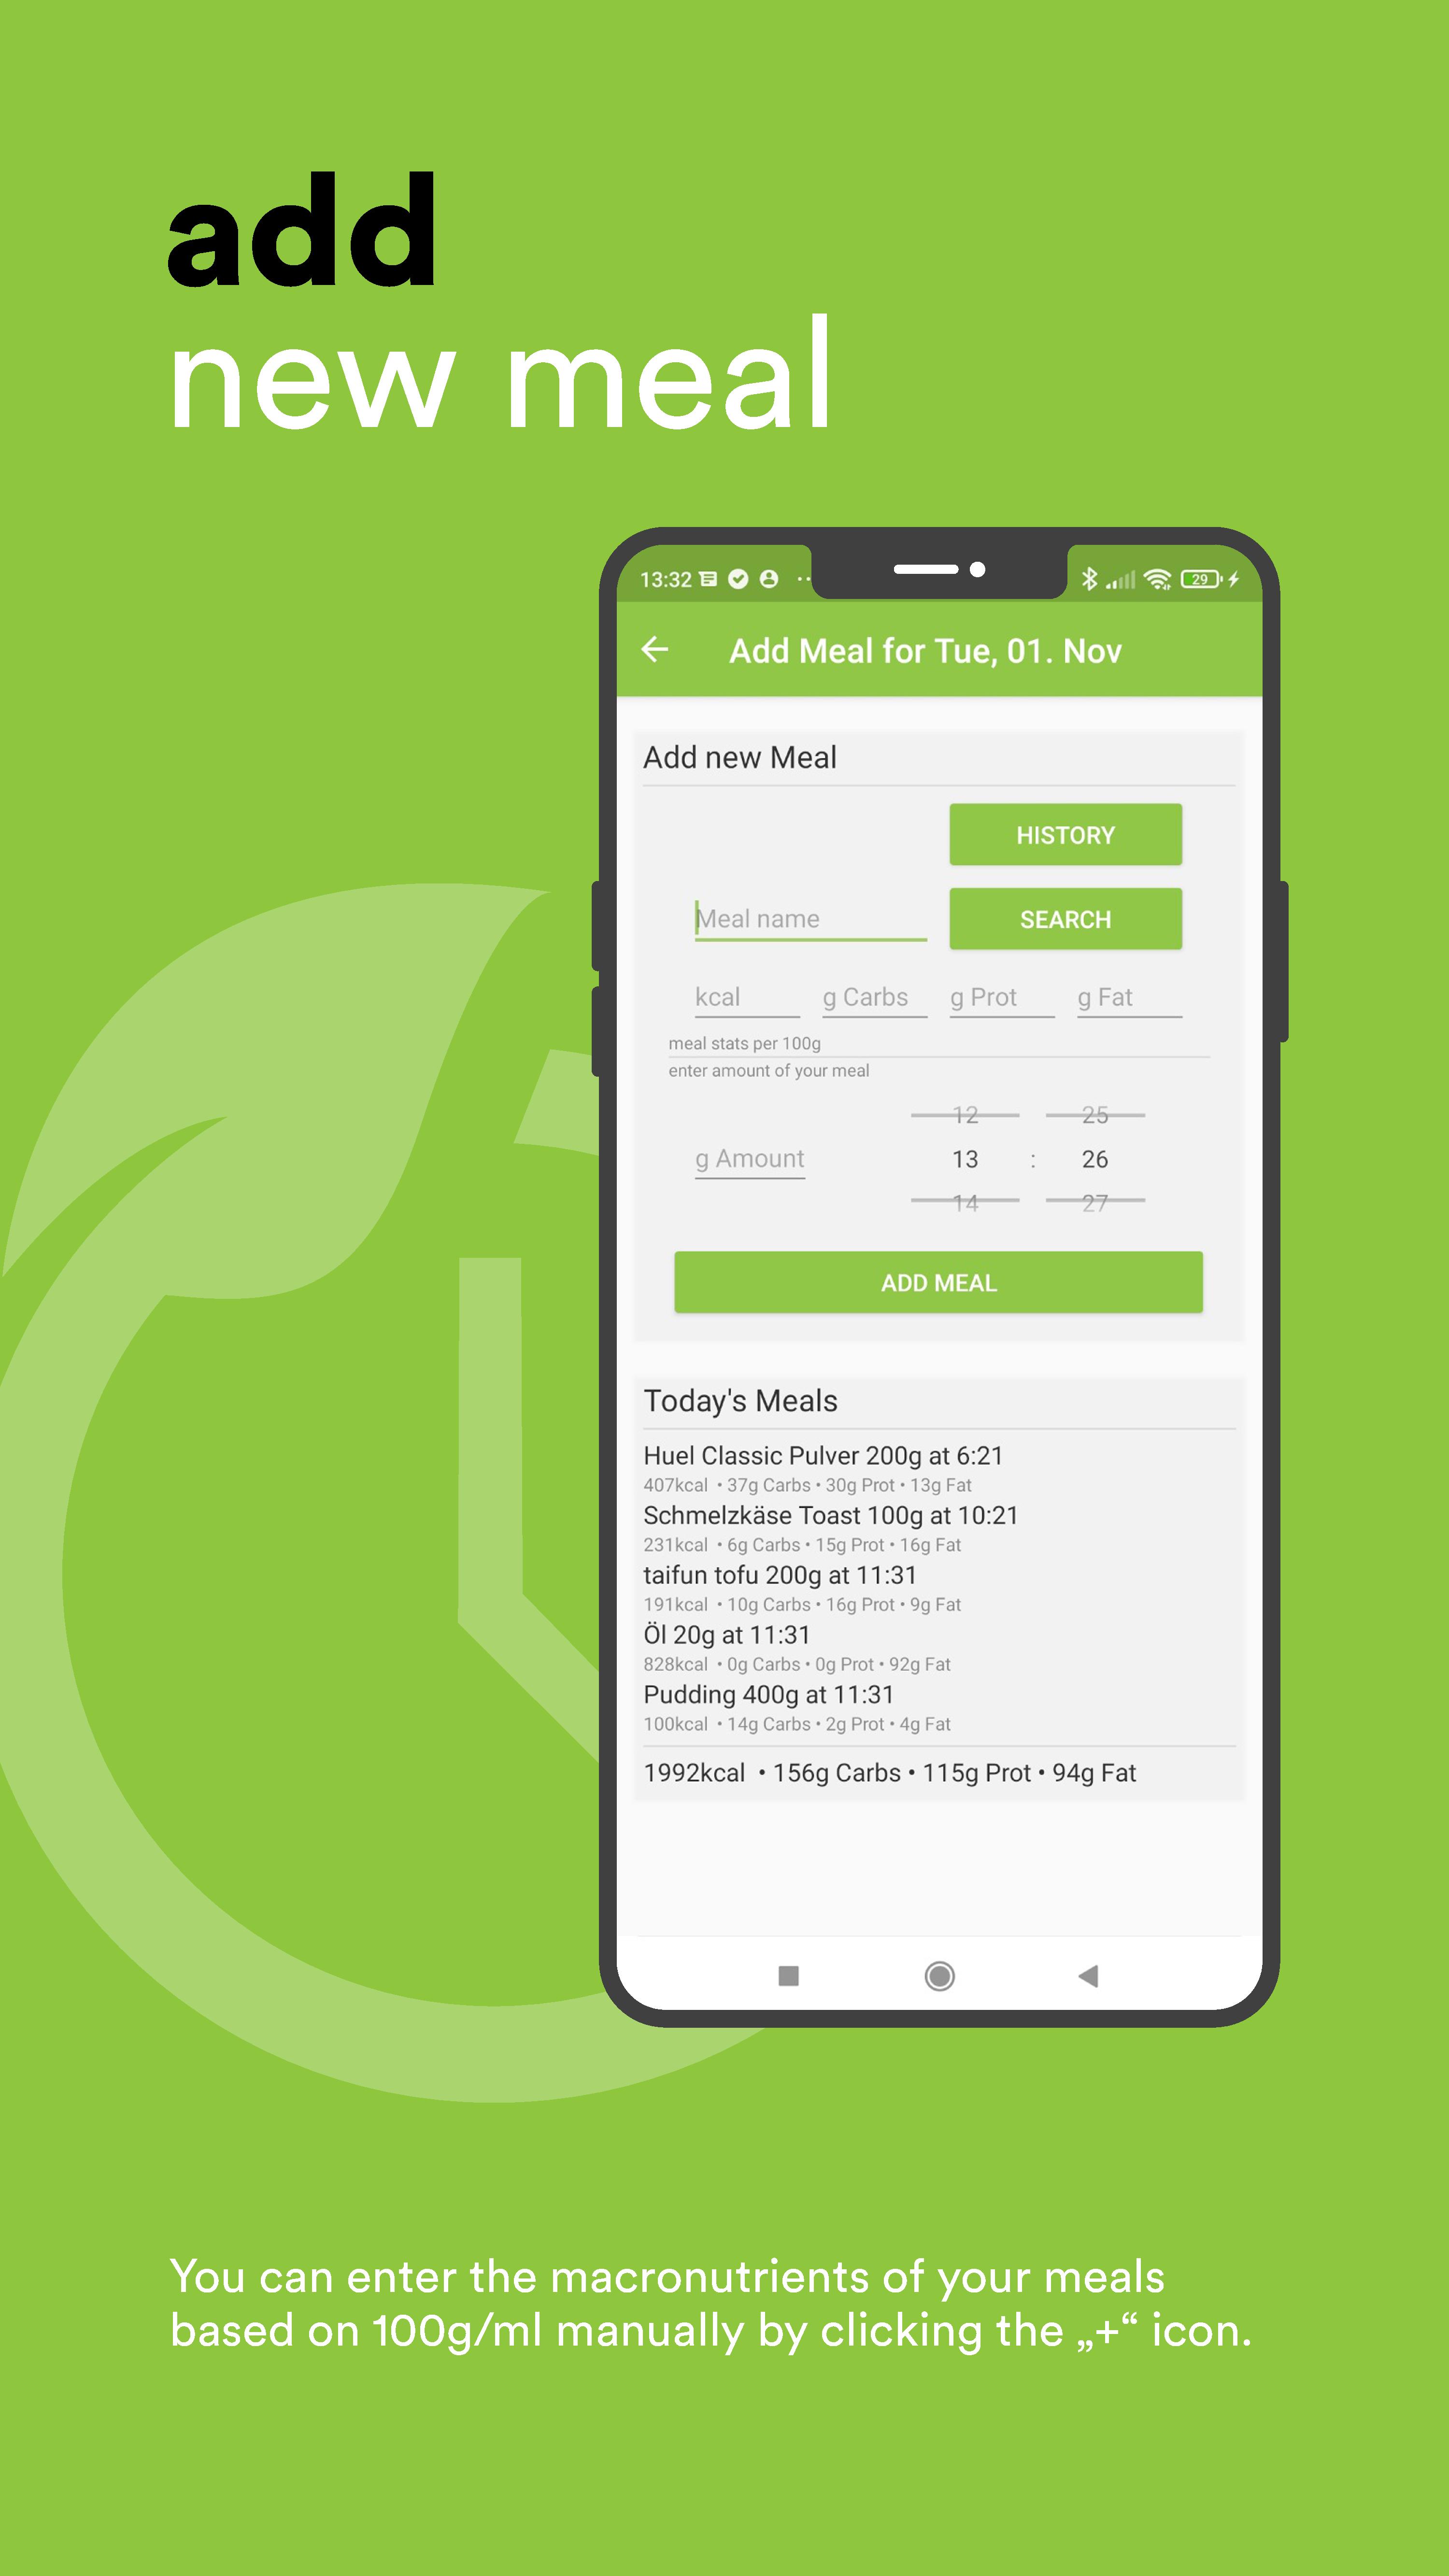 add
new meal
13:32
29
Add Meal for Tue, 01. Nov
Add new Meal
HISTORY
Meal name
SEARCH
kcal g Carbs g Prot g Fat
meal stats per 100g
enter amount of your meal
12 25
g Amount 13 : 26
14 27
ADD MEAL
Today's Meals
Huel Classic Pulver 200g at 6:21
407kcal • 37g Carbs • 30g Prot • 13g Fat
Schmelzkäse Toast 100g at 10:21
231kcal • 6g Carbs • 15g Prot • 16g Fat
taifun tofu 200g at 11:31
191kcal • 10g Carbs • 16g Prot • 9g Fat
Öl 20g at 11:31
828kcal • 0g Carbs • 0g Prot • 92g Fat
Pudding 400g at 11:31
100kcal • 14g Carbs • 2g Prot • 4g Fat
1992kcal • 156g Carbs • 115g Prot • 94g Fat
You can enter the macronutrients of your meals
based on 100g/ml manually by clicking the „+“ icon.